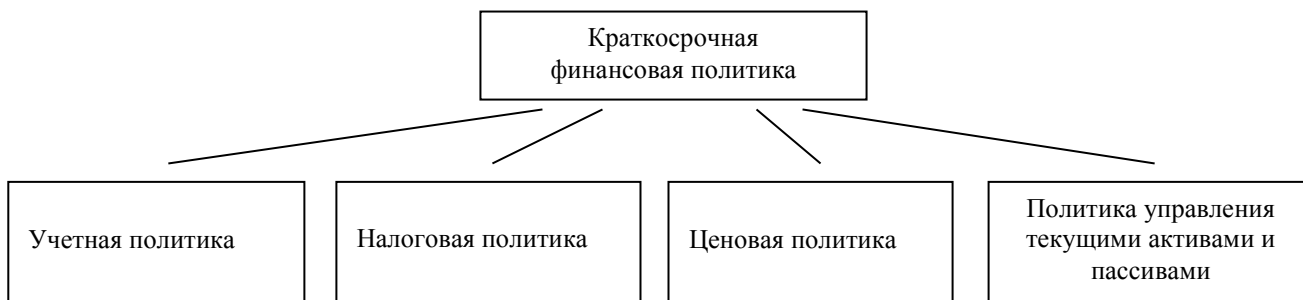 Краткосрочная
финансовая политика
Учетная политика
Налоговая политика
Ценовая политика
Политика управления
текущими активами и
пассивами